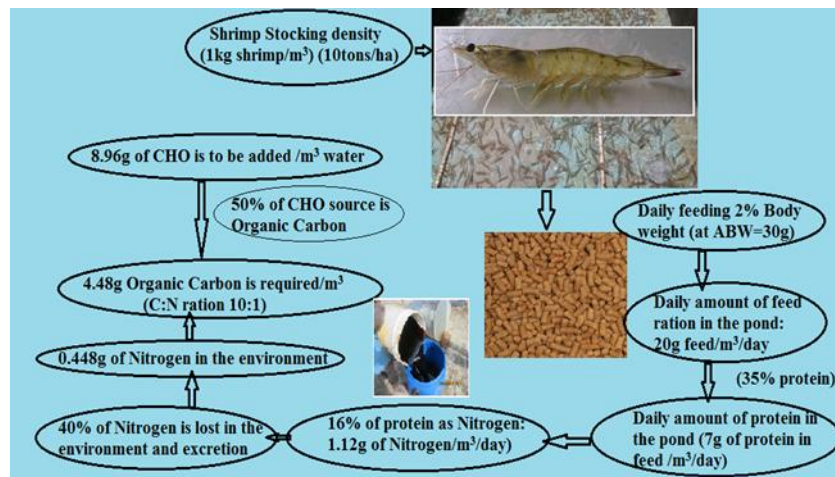 Shrimp Stocking density
(1kg shrimp/m³) (10tons/ha)
8.96g of CHO is to be added /m³ water
50% of CHO source is
Organic Carbon
Daily feeding 2% Body
weight (at ABW=30g)
4.48g Organic Carbon is required/m³
(C:N ration 10:1)
Daily amount of feed
ration in the pond:
20g feed/m³/day
0.448g of Nitrogen in the environment
(35% protein)
40% of Nitrogen is lost in the
environment and excretion
16% of protein as Nitrogen:
1.12g of Nitrogen/m³/day)
Daily amount of protein in
the pond (7g of protein in
feed /m³/day)